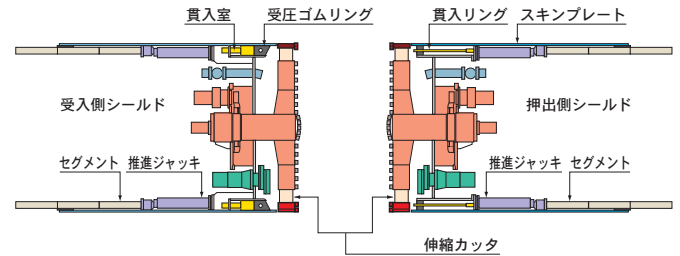 貫入室
受圧ゴムリング
貫入リング
スキンプレート
受入側シールド
押出側シールド
セグメント
推進ジャッキ
推進ジャッキ
セグメント
伸縮カッタ